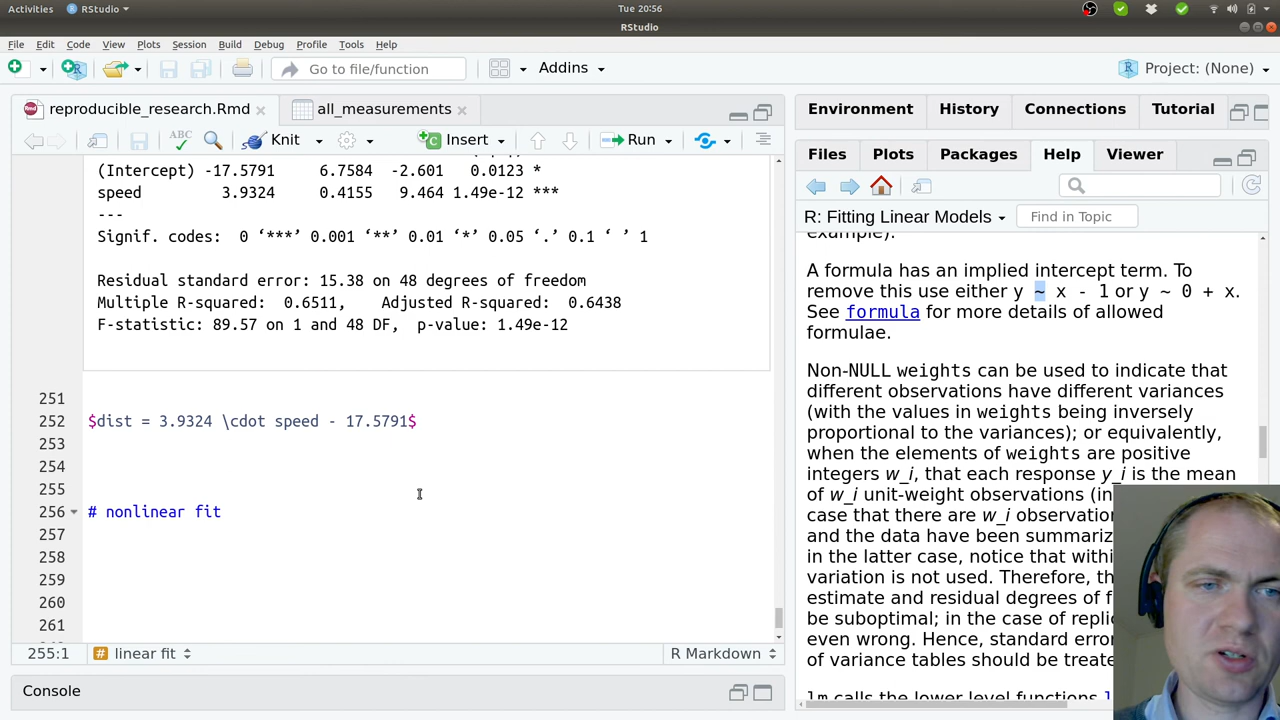 Activities RStudio Tue 20:56
RStudio
File Edit Code View Plots Session Build Debug Profile Tools Help
Go to file/function Addins Project: (None)
reproducible_research.Rmd all_measurements
Knit Insert Run
(Intercept) -17.5791 6.7584 -2.601 0.0123 *
speed 3.9324 0.4155 9.464 1.49e-12 ***
---
Signif. codes: 0 ‘***’ 0.001 ‘**’ 0.01 ‘*’ 0.05 ‘.’ 0.1 ‘ ’ 1
Residual standard error: 15.38 on 48 degrees of freedom
Multiple R-squared: 0.6511, Adjusted R-squared: 0.6438
F-statistic: 89.57 on 1 and 48 DF, p-value: 1.49e-12
251
252 $dist = 3.9324 \cdot speed - 17.5791$
253
254
255
256 # nonlinear fit
257
258
259
260
261
255:1 # linear fit R Markdown
Console
Environment History Connections Tutorial
Files Plots Packages Help Viewer
R: Fitting Linear Models Find in Topic
example).
A formula has an implied intercept term. To
remove this use either y ~ x - 1 or y ~ 0 + x.
See formula for more details of allowed
formulae.
Non-NULL weights can be used to indicate that
different observations have different variances
(with the values in weights being inversely
proportional to the variances); or equivalently,
when the elements of weights are positive
integers w_i, that each response y_i is the mean
of w_i unit-weight observations (in
case that there are w_i observatio
and the data have been summariz
in the latter case, notice that withi
variation is not used. Therefore, th
estimate and residual degrees of f
be suboptimal; in the case of replic
even wrong. Hence, standard error
of variance tables should be treate
lm calls the lower level functions l